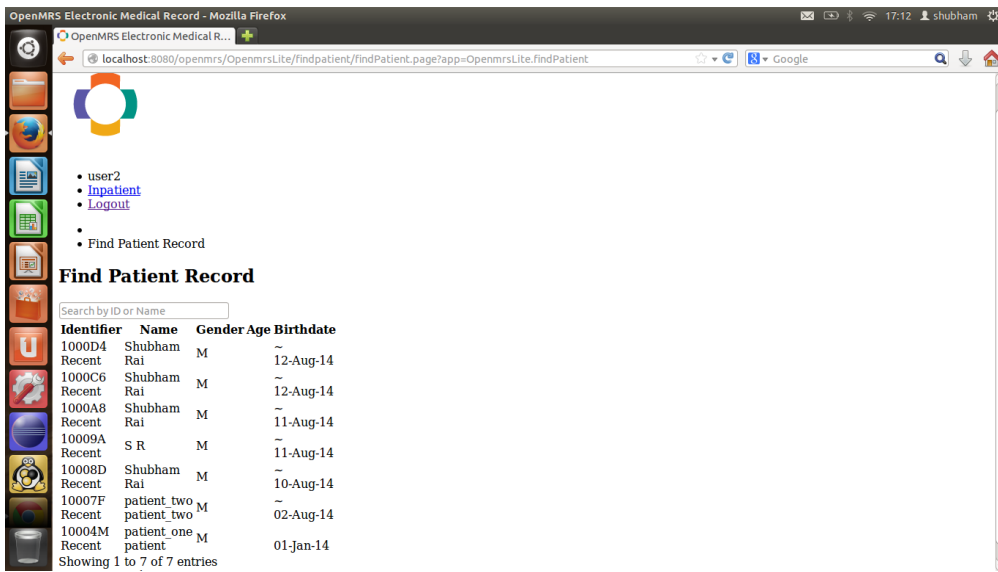 OpenMRS Electronic Medical Record - Mozilla Firefox
17:12 shubham
OpenMRS Electronic Medical R...
localhost:8080/openmrs/OpenmrsLite/findpatient/findPatient.page?app=OpenmrsLite.findPatient
Google
user2
Inpatient
Logout
Find Patient Record
Find Patient Record
Search by ID or Name
Identifier Name Gender Age Birthdate
1000D4 Shubham ~
Recent Rai M 12-Aug-14
1000C6 Shubham ~
Recent Rai M 12-Aug-14
1000A8 Shubham ~
Recent Rai M 11-Aug-14
10009A S R M ~
Recent 11-Aug-14
10008D Shubham ~
Recent Rai M 10-Aug-14
10007F patient_two ~
Recent patient_two M 02-Aug-14
10004M patient_one M
Recent patient 01-Jan-14
Showing 1 to 7 of 7 entries